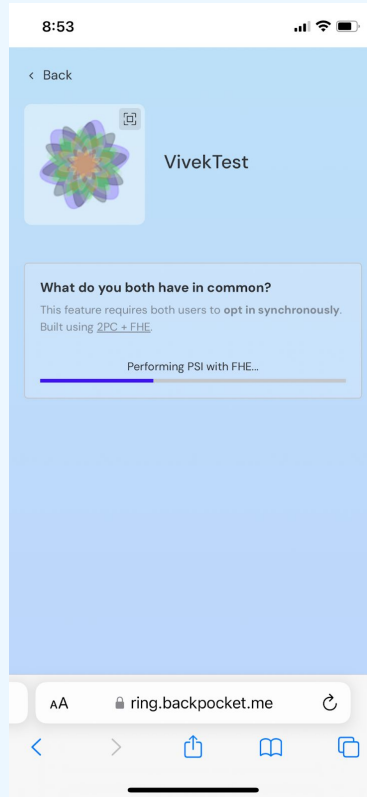 8:53
Back
VivekTest
What do you both have in common?
This feature requires both users to opt in synchronously.
Built using 2PC + FHE.
Performing PSI with FHE...
AA
ring.backpocket.me